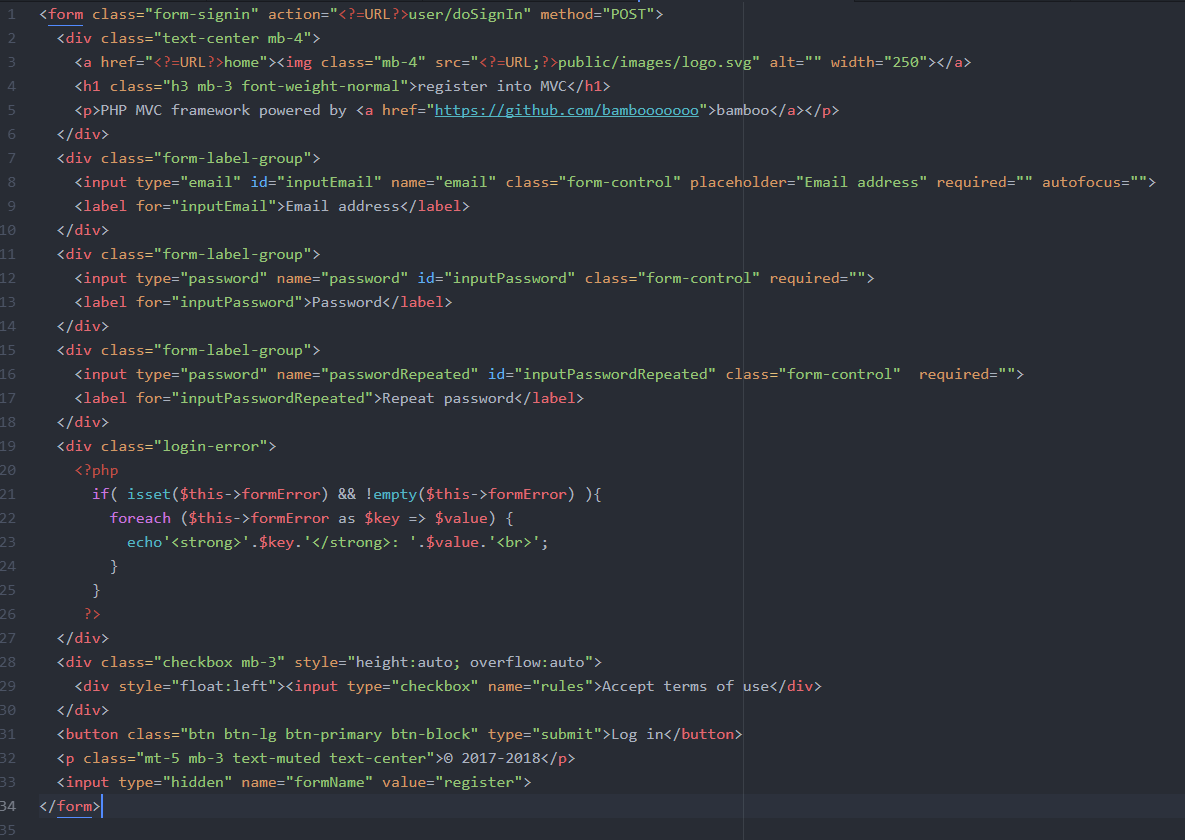 1 <form class="form-signin" action="<?=URL?>user/doSignIn" method="POST">
2 <div class="text-center mb-4">
3 <a href="<?=URL?>home"><img class="mb-4" src="<?=URL;?>public/images/logo.svg" alt="" width="250"></a>
4 <h1 class="h3 mb-3 font-weight-normal">register into MVC</h1>
5 <p>PHP MVC framework powered by <a href="https://github.com/bambooooooo">bamboo</a></p>
6 </div>
7 <div class="form-label-group">
8 <input type="email" id="inputEmail" name="email" class="form-control" placeholder="Email address" required="" autofocus="">
9 <label for="inputEmail">Email address</label>
10 </div>
11 <div class="form-label-group">
12 <input type="password" name="password" id="inputPassword" class="form-control" required="">
13 <label for="inputPassword">Password</label>
14 </div>
15 <div class="form-label-group">
16 <input type="password" name="passwordRepeated" id="inputPasswordRepeated" class="form-control"  required="">
17 <label for="inputPasswordRepeated">Repeat password</label>
18 </div>
19 <div class="login-error">
20 <?php
21 if( isset($this->formError) && !empty($this->formError) ){
22 foreach ($this->formError as $key => $value) {
23 echo'<strong>'.$key.'</strong>: '.$value.'<br>';
24 }
25 }
26 ?>
27 </div>
28 <div class="checkbox mb-3" style="height:auto; overflow:auto">
29 <div style="float:left"><input type="checkbox" name="rules">Accept terms of use</div>
30 </div>
31 <button class="btn btn-lg btn-primary btn-block" type="submit">Log in</button>
32 <p class="mt-5 mb-3 text-muted text-center">© 2017-2018</p>
33 <input type="hidden" name="formName" value="register">
34 </form>
35